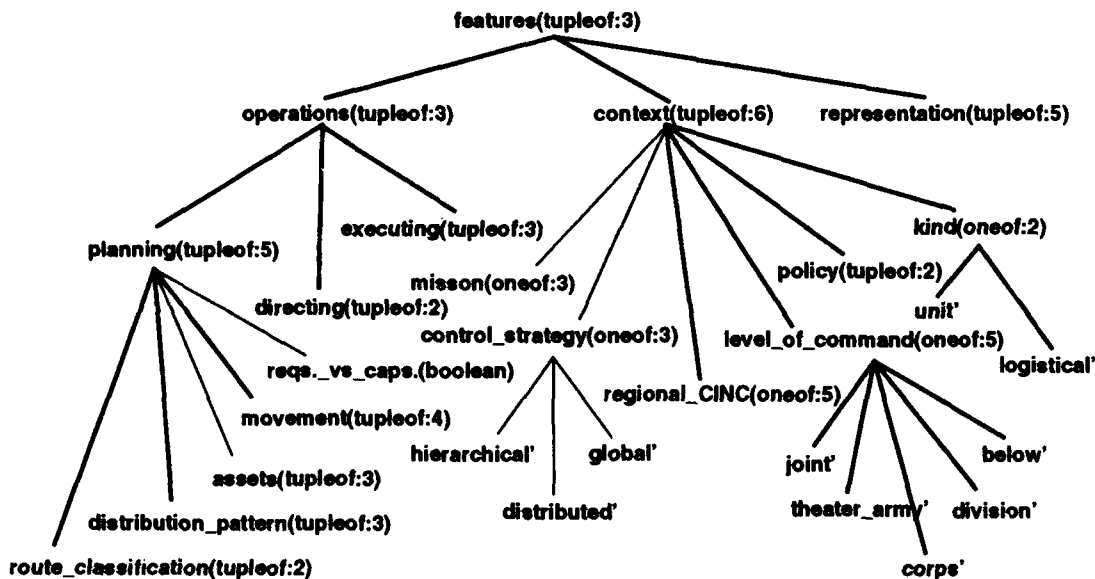 features(tupleof:3)
operations(tupleof:3)
context(tupleof:6)
representation(tupleof:5)
planning(tupleof:5)
executing(tupleof:3)
kind(oneof:2)
misson(oneof:3)
policy(tupleof:2)
directing(tupleof:2)
unit'
control_strategy(oneof:3)
level_of_command(oneof:5)
logistical'
reqs._vs_caps.(boolean)
regional_CINC(oneof:5)
movement(tupleof:4)
hierarchical'
global'
joint'
below'
assets(tupleof:3)
distributed'
theater_army'
division'
distribution_pattern(tupleof:3)
route_classification(tupleof:2)
corps'